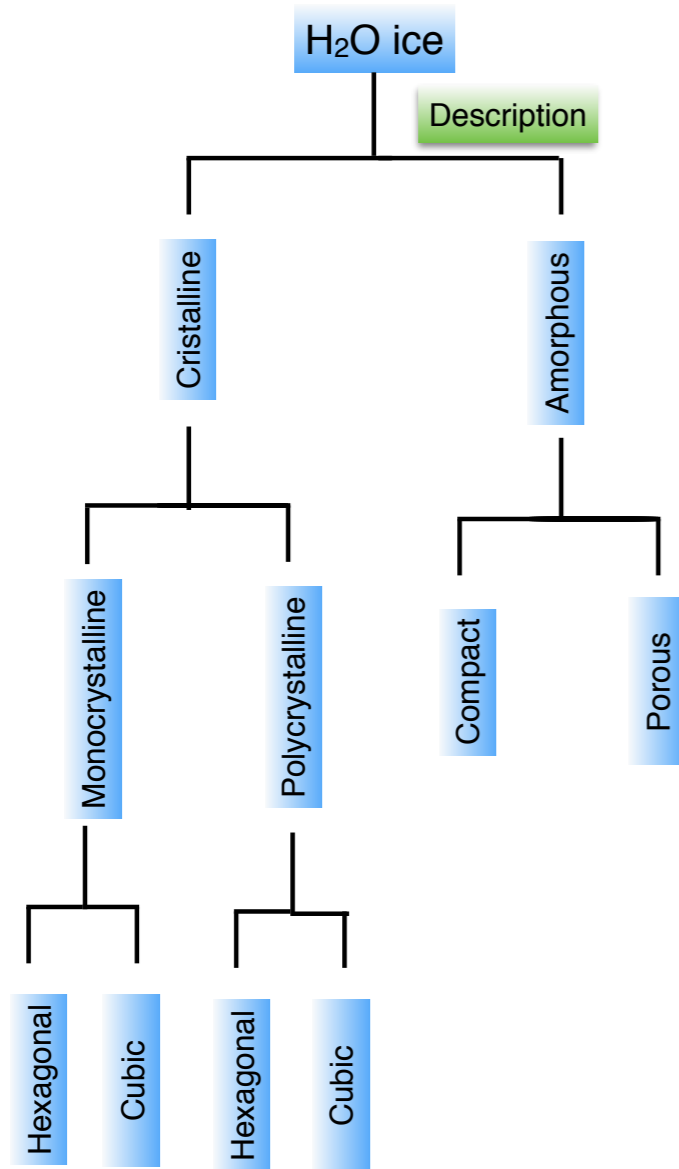 H₂O ice
Description
Cristalline
Amorphous
Monocrystalline
Polycrystalline
Compact
Porous
Hexagonal
Cubic
Hexagonal
Cubic